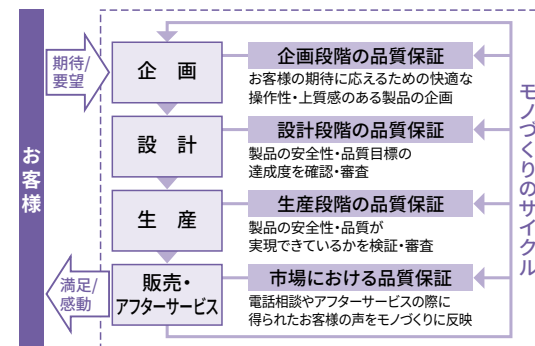 お客様
期待/
要望
企 画
企画段階の品質保証
お客様の期待に応えるための快適な
操作性・上質感のある製品の企画
設 計
設計段階の品質保証
製品の安全性・品質目標の
達成度を確認・審査
生 産
生産段階の品質保証
製品の安全性・品質が
実現できているかを検証・審査
満足/
感動
販売・
アフターサービス
市場における品質保証
電話相談やアフターサービスの際に
得られたお客様の声をモノづくりに反映
モノづくりのサイクル